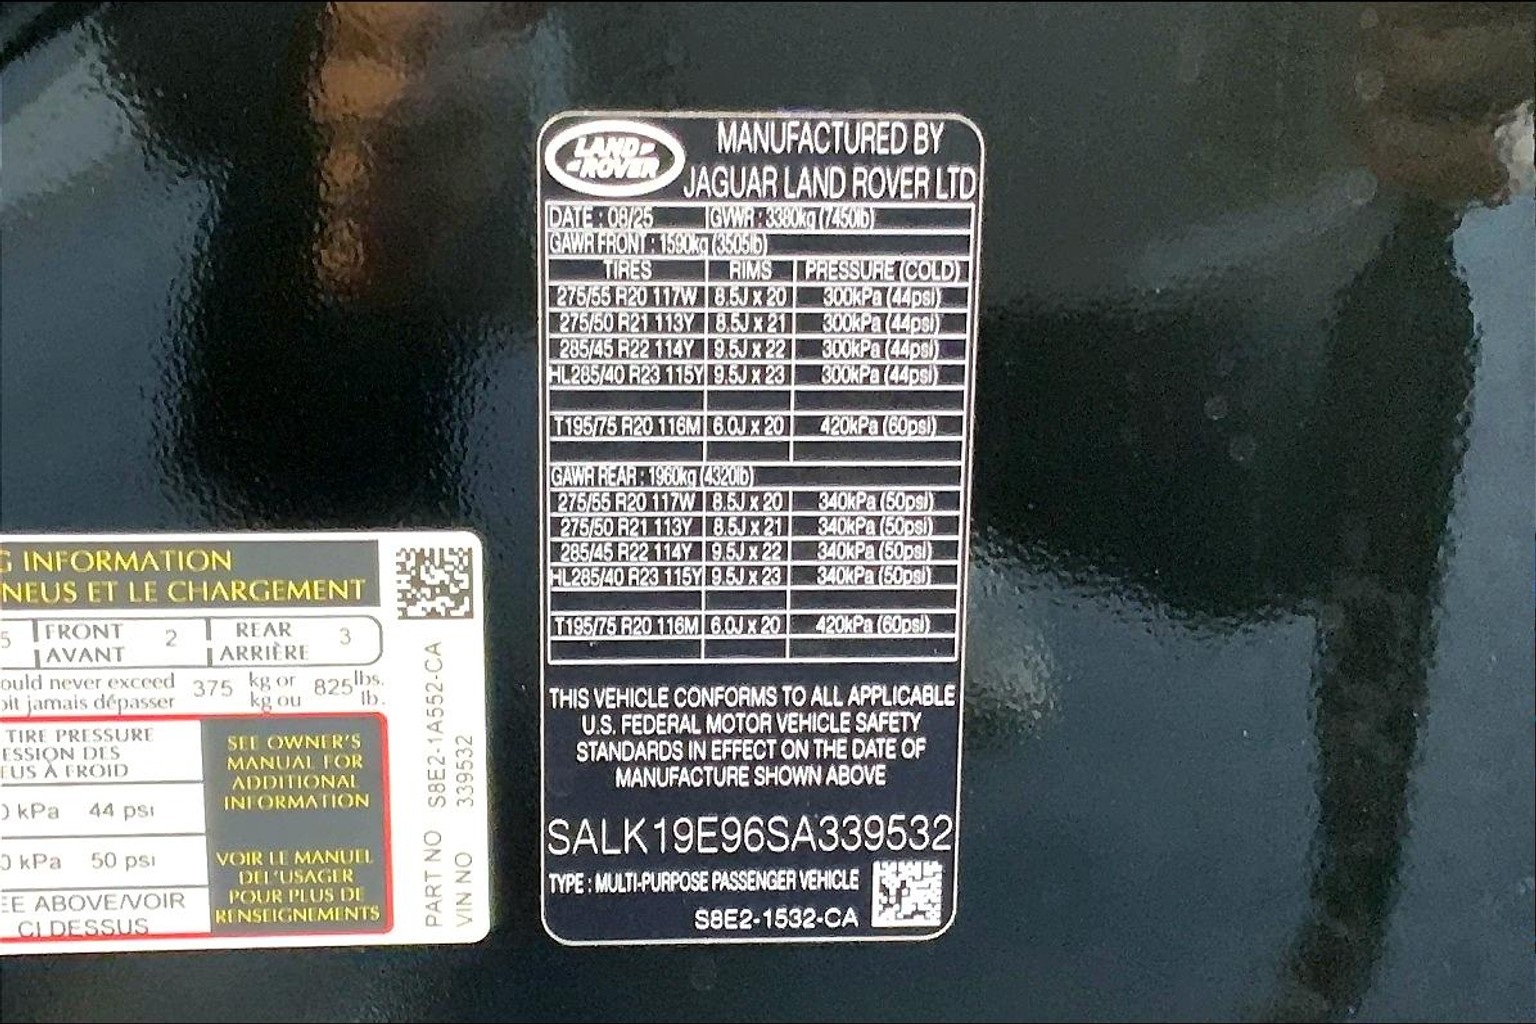 LAND ROVER
MANUFACTURED BY
JAGUAR LAND ROVER LTD
DATE : 08/25 GVWR : 3380kg (7450lb)
GAWR FRONT : 1590kg (3505lb)
TIRES RIMS PRESSURE (COLD)
275/55 R20 117W 8.5J x 20 300kPa (44psi)
275/50 R21 113Y 8.5J x 21 300kPa (44psi)
285/45 R22 114Y 9.5J x 22 300kPa (44psi)
HL285/40 R23 115Y 9.5J x 23 300kPa (44psi)
T195/75 R20 116M 6.0J x 20 420kPa (60psi)
GAWR REAR : 1960kg (4320lb)
275/55 R20 117W 8.5J x 20 340kPa (50psi)
275/50 R21 113Y 8.5J x 21 340kPa (50psi)
285/45 R22 114Y 9.5J x 22 340kPa (50psi)
HL285/40 R23 115Y 9.5J x 23 340kPa (50psi)
T195/75 R20 116M 6.0J x 20 420kPa (60psi)
THIS VEHICLE CONFORMS TO ALL APPLICABLE
U.S. FEDERAL MOTOR VEHICLE SAFETY
STANDARDS IN EFFECT ON THE DATE OF
MANUFACTURE SHOWN ABOVE
SALK19E96SA339532
TYPE : MULTI-PURPOSE PASSENGER VEHICLE
S8E2-1532-CA
G INFORMATION
NEUS ET LE CHARGEMENT
5 FRONT 2 REAR 3
AVANT ARRIÈRE
ould never exceed 375 kg or 825 lbs.
oit jamais dépasser kg ou lb.
TIRE PRESSURE
ESSION DES
EUS À FROID
0 kPa 44 psi
0 kPa 50 psi
EE ABOVE/VOIR
CI DESSUS
SEE OWNER'S
MANUAL FOR
ADDITIONAL
INFORMATION
VOIR LE MANUEL
DE L'USAGER
POUR PLUS DE
RENSEIGNEMENTS
PART NO S8E2-1A552-CA
VIN NO 339532